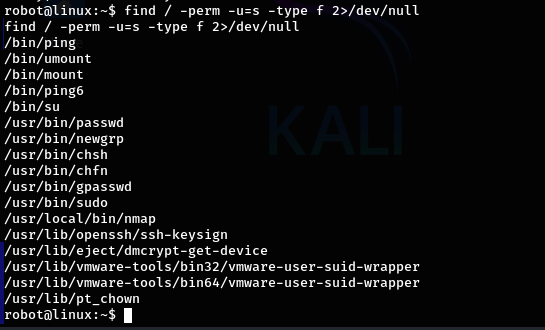 robot@linux:~$ find / -perm -u=s -type f 2>/dev/null
find / -perm -u=s -type f 2>/dev/null
/bin/ping
/bin/umount
/bin/mount
/bin/ping6
/bin/su
/usr/bin/passwd
/usr/bin/newgrp
/usr/bin/chsh
/usr/bin/chfn
/usr/bin/gpasswd
/usr/bin/sudo
/usr/local/bin/nmap
/usr/lib/openssh/ssh-keysign
/usr/lib/eject/dmcrypt-get-device
/usr/lib/vmware-tools/bin32/vmware-user-suid-wrapper
/usr/lib/vmware-tools/bin64/vmware-user-suid-wrapper
/usr/lib/pt_chown
robot@linux:~$
KALI